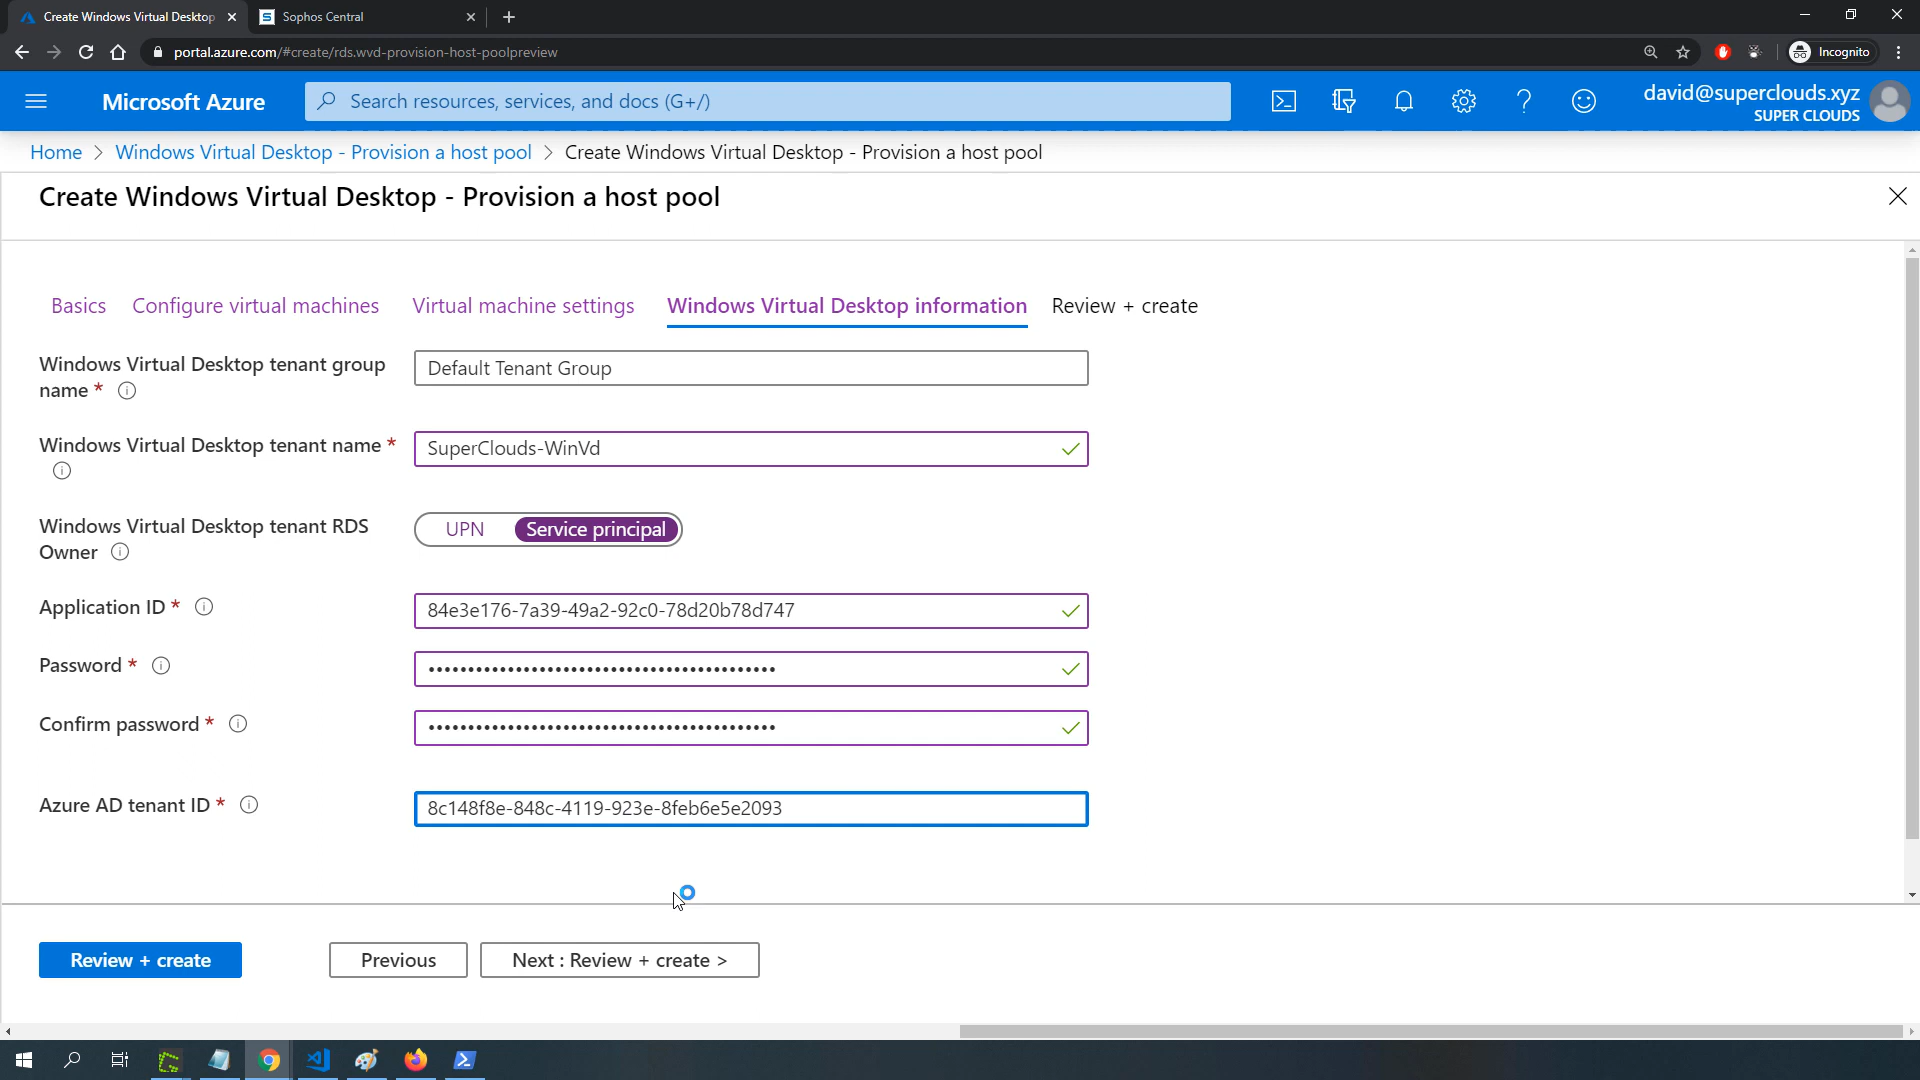 Create Windows Virtual Desktop
Sophos Central
portal.azure.com/#create/rds.wvd-provision-host-poolpreview
Incognito
Microsoft Azure
Search resources, services, and docs (G+/)
david@superclouds.xyz
SUPER CLOUDS
Home > Windows Virtual Desktop - Provision a host pool > Create Windows Virtual Desktop - Provision a host pool
Create Windows Virtual Desktop - Provision a host pool
Basics Configure virtual machines Virtual machine settings Windows Virtual Desktop information Review + create
Windows Virtual Desktop tenant group
name *
Default Tenant Group
Windows Virtual Desktop tenant name *
SuperClouds-WinVd
Windows Virtual Desktop tenant RDS
Owner
UPN Service principal
Application ID *
84e3e176-7a39-49a2-92c0-78d20b78d747
Password *
Confirm password *
Azure AD tenant ID *
8c148f8e-848c-4119-923e-8feb6e5e2093
Review + create
Previous
Next : Review + create >